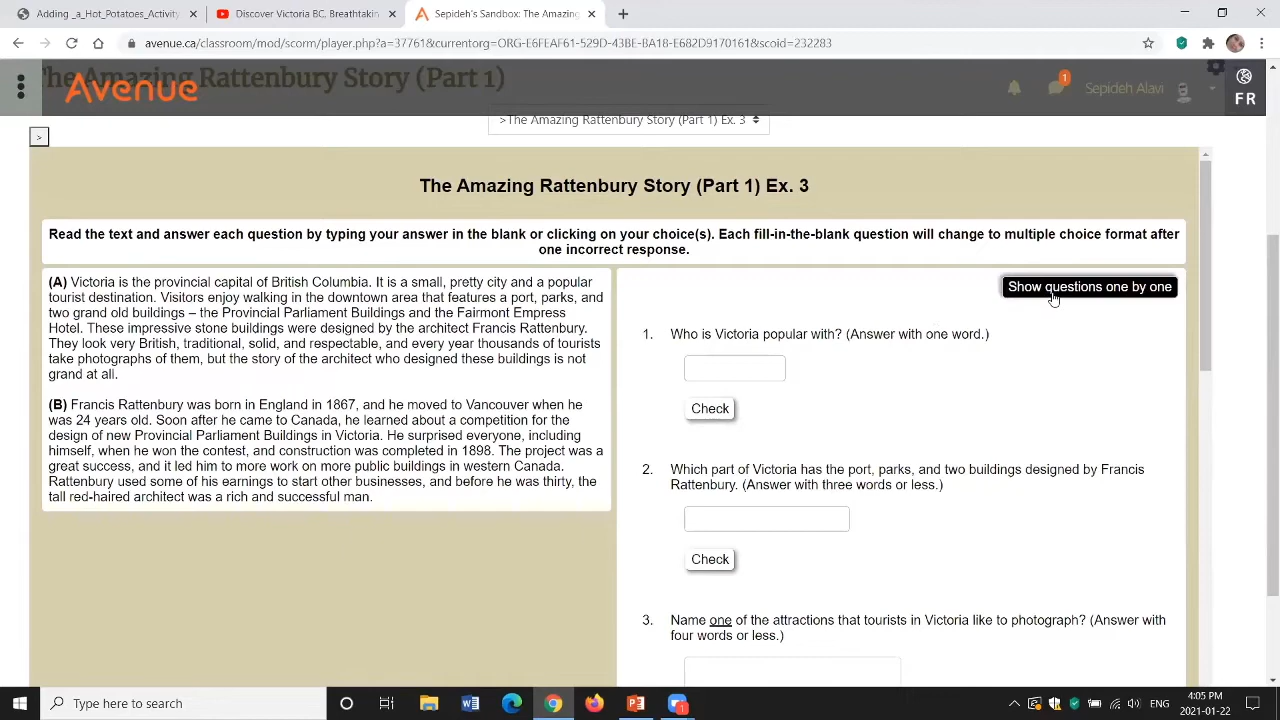 Adding _a_Hot_Potatoes_Activity
Discover Victoria BC, Breathtakin
Sepideh's Sandbox: The Amazing
avenue.ca/classroom/mod/scorm/player.php?a=37761&currentorg=ORG-E6FEAF61-529D-43BE-BA18-E682D9170161&scoid=232283
The Amazing Rattenbury Story (Part 1)
Avenue
1
Sepideh Alavi
FR
>The Amazing Rattenbury Story (Part 1) Ex. 3
>
The Amazing Rattenbury Story (Part 1) Ex. 3
Read the text and answer each question by typing your answer in the blank or clicking on your choice(s). Each fill-in-the-blank question will change to multiple choice format after
one incorrect response.
(A) Victoria is the provincial capital of British Columbia. It is a small, pretty city and a popular
tourist destination. Visitors enjoy walking in the downtown area that features a port, parks, and
two grand old buildings – the Provincial Parliament Buildings and the Fairmont Empress
Hotel. These impressive stone buildings were designed by the architect Francis Rattenbury.
They look very British, traditional, solid, and respectable, and every year thousands of tourists
take photographs of them, but the story of the architect who designed these buildings is not
grand at all.
(B) Francis Rattenbury was born in England in 1867, and he moved to Vancouver when he
was 24 years old. Soon after he came to Canada, he learned about a competition for the
design of new Provincial Parliament Buildings in Victoria. He surprised everyone, including
himself, when he won the contest, and construction was completed in 1898. The project was a
great success, and it led him to more work on more public buildings in western Canada.
Rattenbury used some of his earnings to start other businesses, and before he was thirty, the
tall red-haired architect was a rich and successful man.
Show questions one by one
1. Who is Victoria popular with? (Answer with one word.)
Check
2. Which part of Victoria has the port, parks, and two buildings designed by Francis
Rattenbury. (Answer with three words or less.)
Check
3. Name one of the attractions that tourists in Victoria like to photograph? (Answer with
four words or less.)
Type here to search
ENG
4:05 PM
2021-01-22